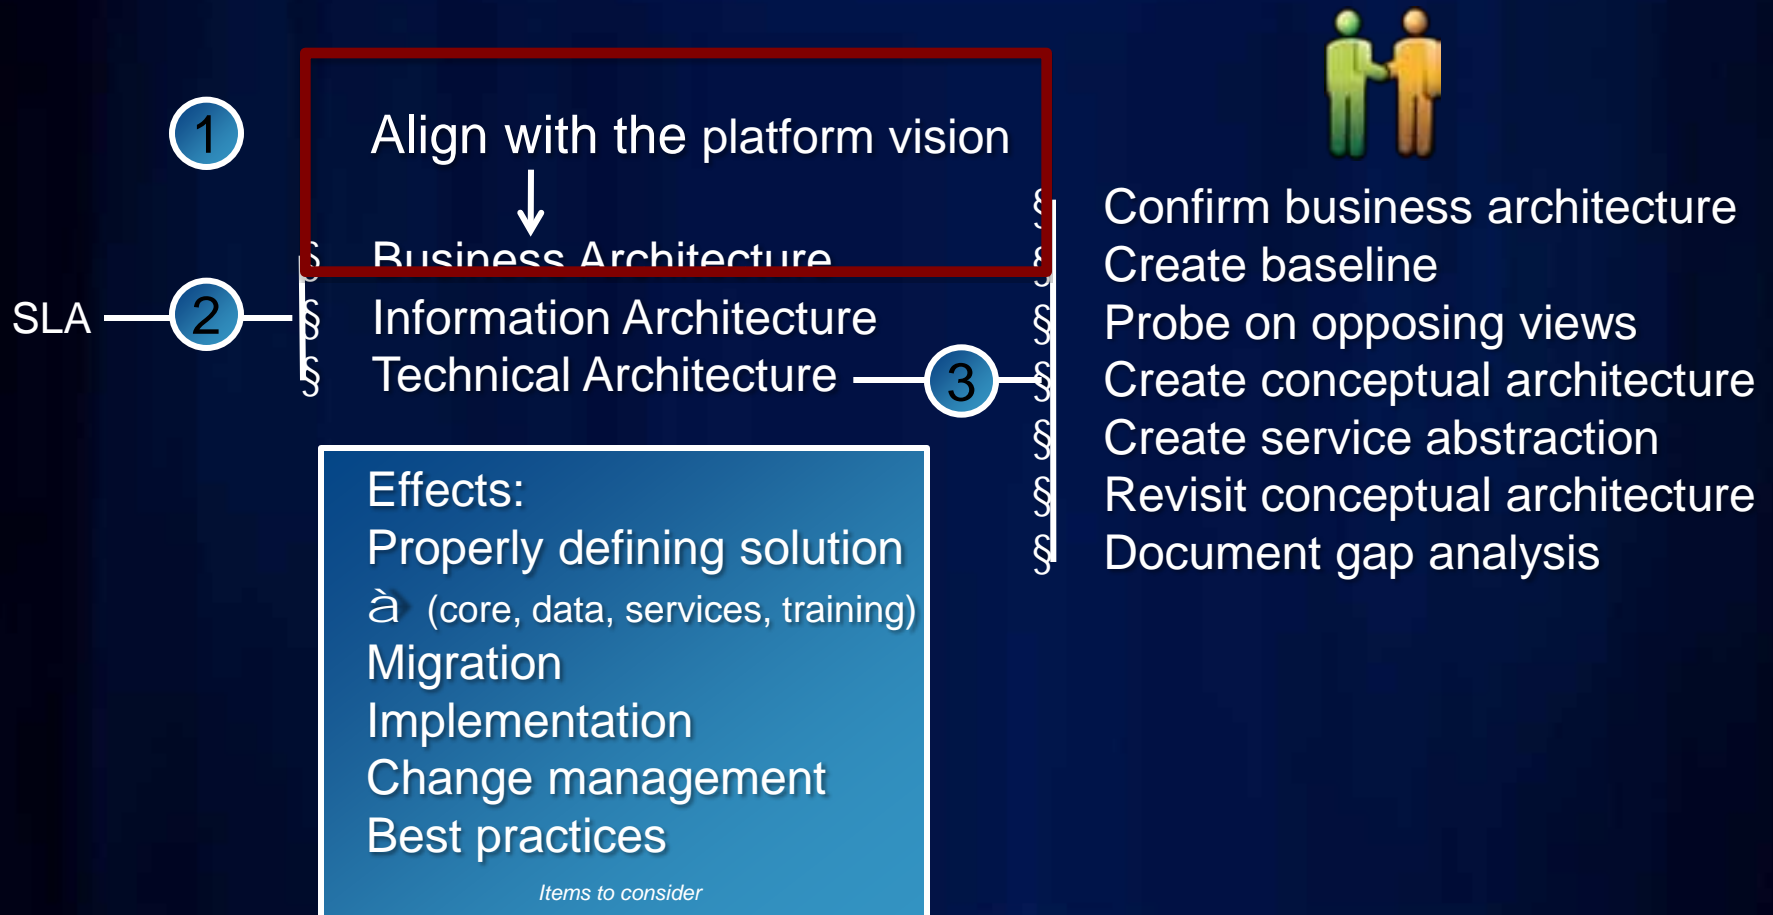 1
Align with the platform vision
§ Business Architecture
SLA
2
§ Information Architecture
§ Technical Architecture
3
§ Confirm business architecture
§ Create baseline
§ Probe on opposing views
§ Create conceptual architecture
§ Create service abstraction
§ Revisit conceptual architecture
§ Document gap analysis
Effects:
Properly defining solution
à (core, data, services, training)
Migration
Implementation
Change management
Best practices
Items to consider